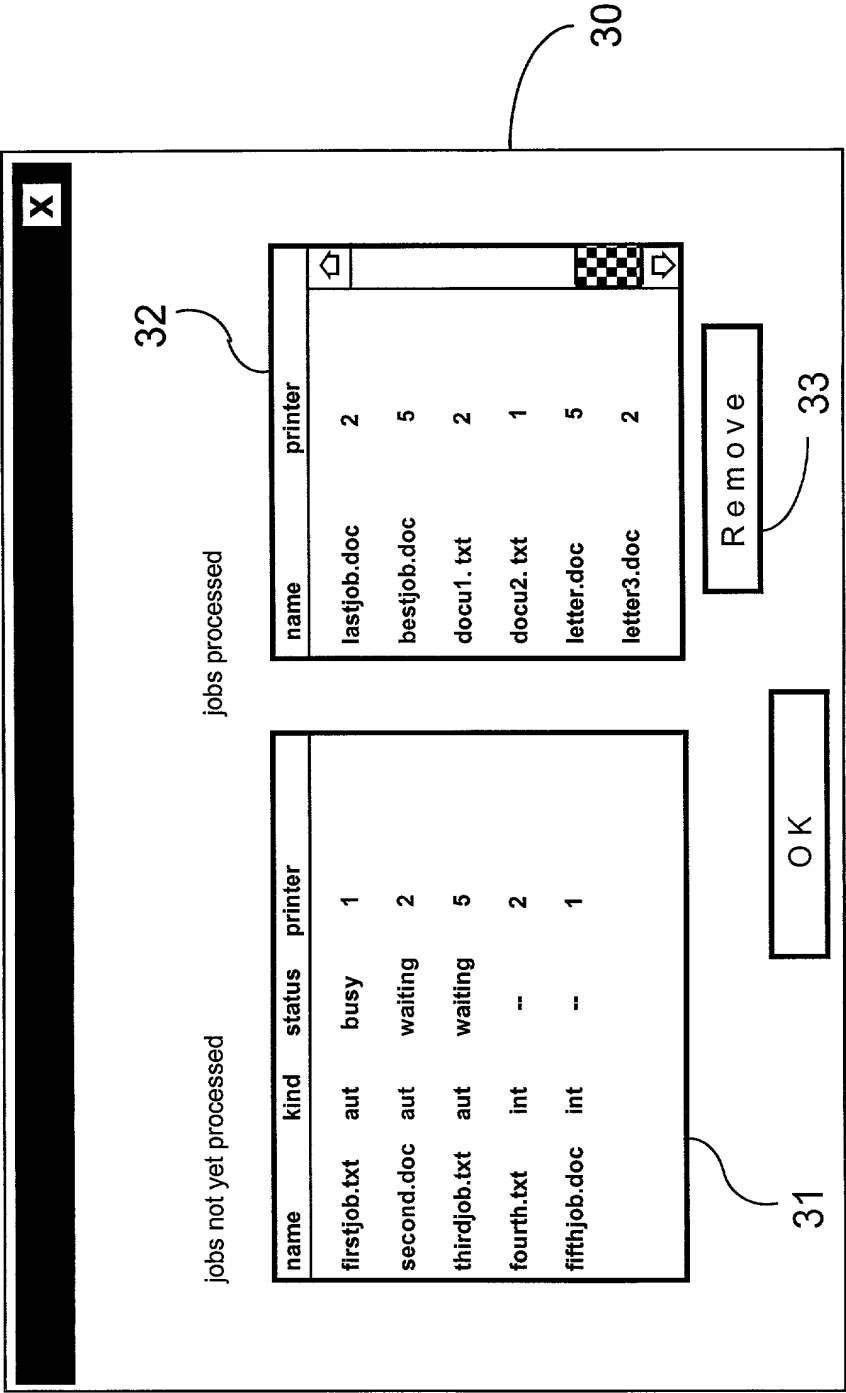 X
30
jobs not yet processed
name kind status printer
firstjob.txt aut busy 1
second.doc aut waiting 2
thirdjob.txt aut waiting 5
fourth.txt int -- 2
fifthjob.doc int -- 1
31
jobs processed
32
name printer
lastjob.doc 2
bestjob.doc 5
docu1. txt 2
docu2. txt 1
letter.doc 5
letter3.doc 2
Remove
33
OK